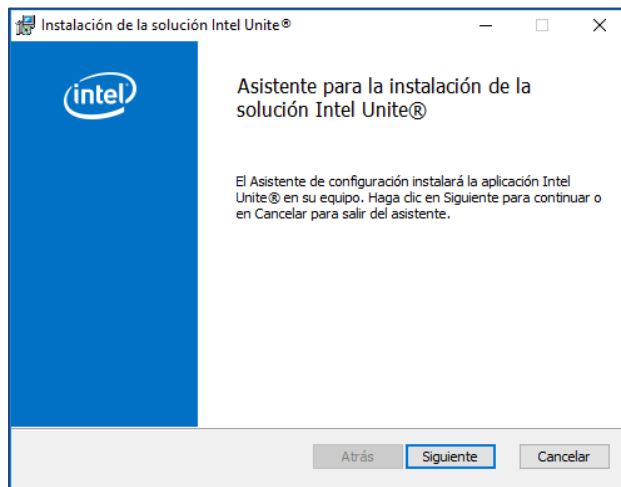 Instalación de la solución Intel Unite®
intel
Asistente para la instalación de la
solución Intel Unite®
El Asistente de configuración instalará la aplicación Intel
Unite® en su equipo. Haga clic en Siguiente para continuar o
en Cancelar para salir del asistente.
Atrás
Siguiente
Cancelar